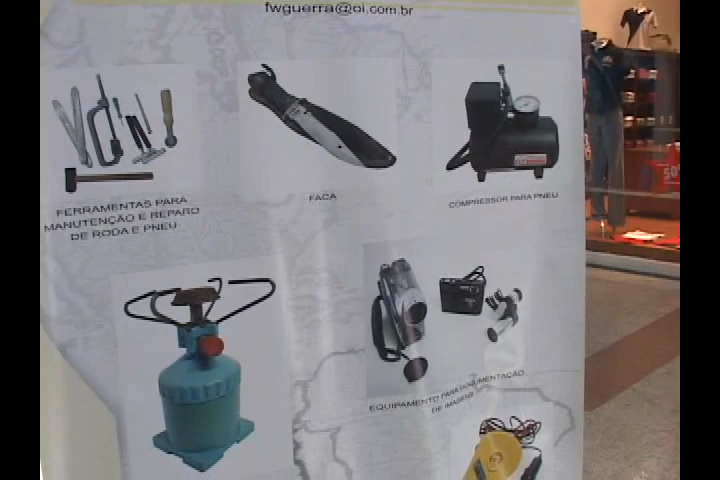 fwguerra@oi.com.br
FERRAMENTAS PARA
MANUTENÇÃO E REPARO
DE RODA E PNEU
FACA
COMPRESSOR PARA PNEU
EQUIPAMENTO PARA DOCUMENTAÇÃO
DE IMAGENS
50